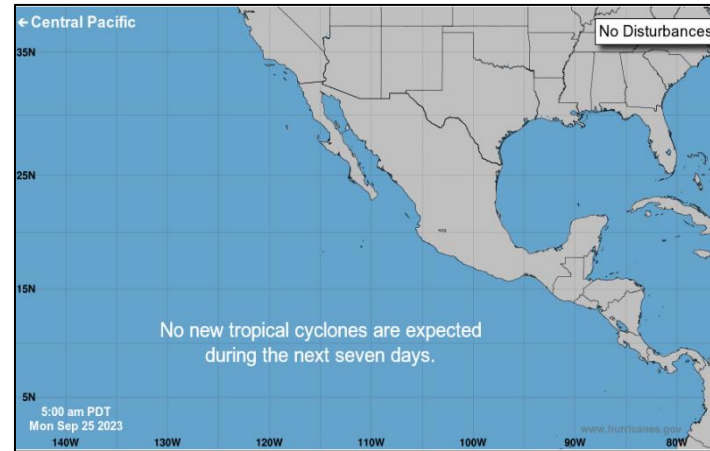 ← Central Pacific
No Disturbances
35N
25N
15N
No new tropical cyclones are expected
during the next seven days.
5N
5:00 am PDT
Mon Sep 25 2023
www.hurricanes.gov
140W 130W 120W 110W 100W 90W 80W